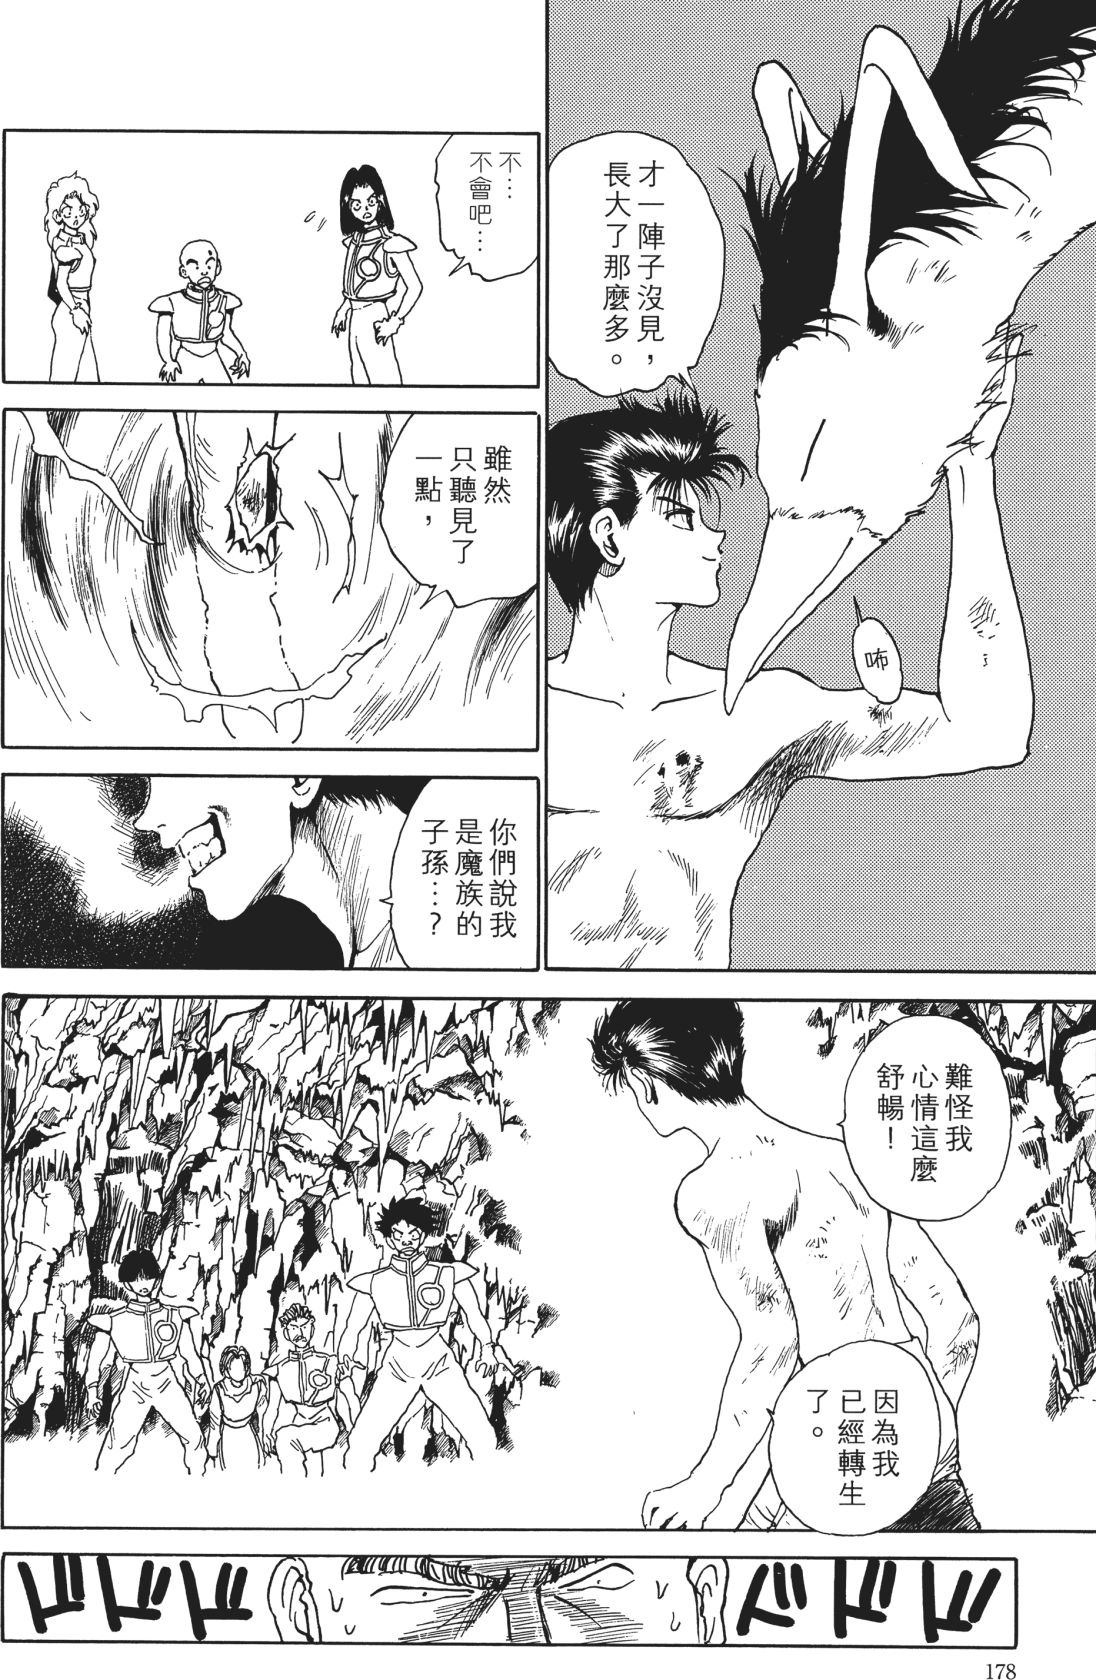 才一陣子沒見，
長大了那麼多。
咘
不…
不會吧…
雖然
只聽見了
一點，
你們說我
是魔族的
子孫…？
難怪我
心情這麼
舒暢！
因為我
已經轉生
了。
ドドド
ドドド
178